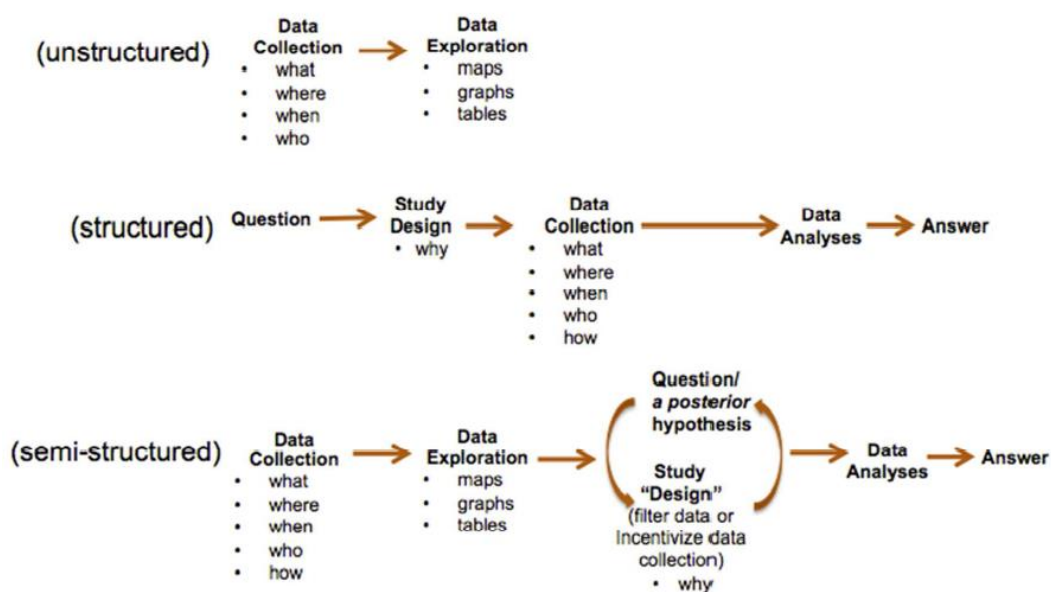 (unstructured)
Data
Collection
• what
• where
• when
• who
Data
Exploration
• maps
• graphs
• tables
(structured)
Question
Study
Design
• why
Data
Collection
• what
• where
• when
• who
• how
Data
Analyses
Answer
(semi-structured)
Data
Collection
• what
• where
• when
• who
• how
Data
Exploration
• maps
• graphs
• tables
Question/
a posterior
hypothesis
Study
"Design"
(filter data or
Incentivize data
collection)
• why
Data
Analyses
Answer